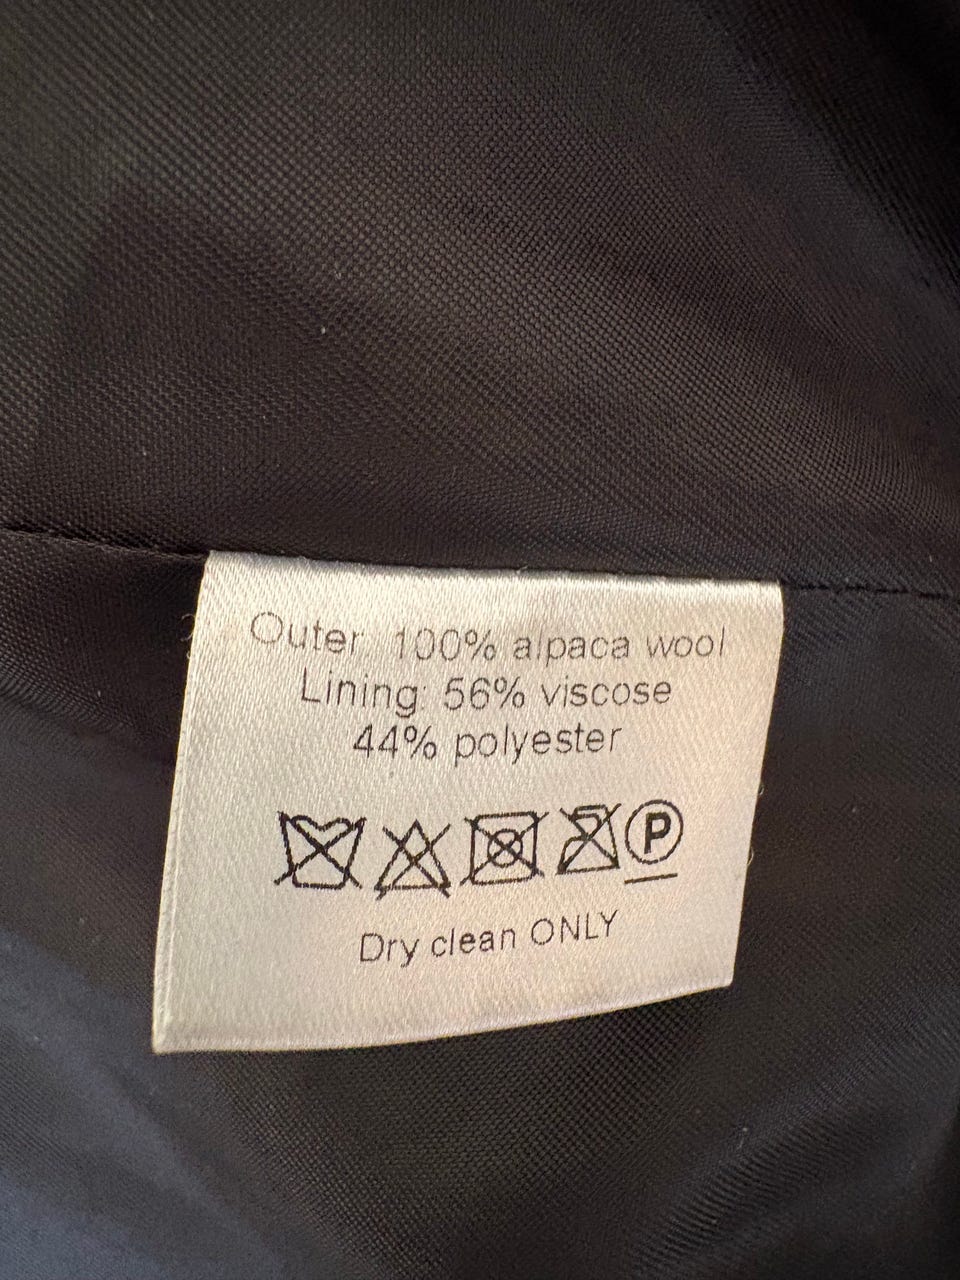 Outer: 100% alpaca wool
Lining: 56% viscose
44% polyester
P
Dry clean ONLY